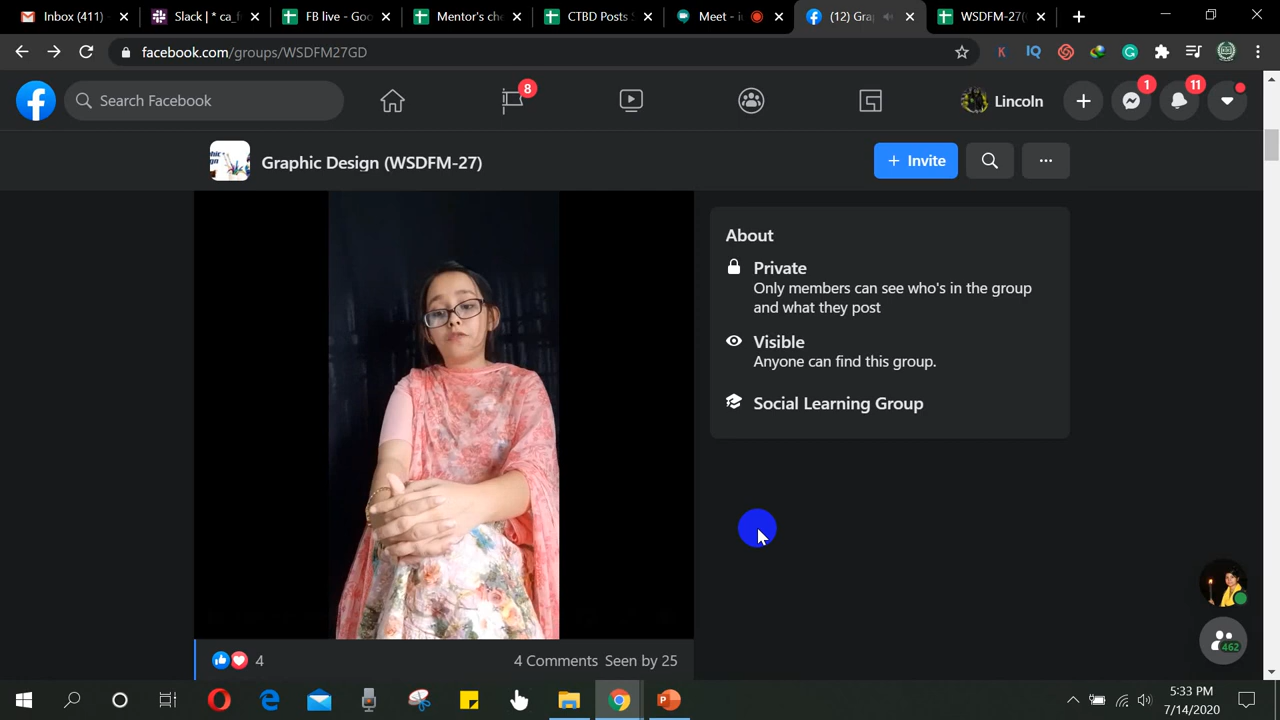 Inbox (411) -
Slack | * ca_f
FB live - Goo
Mentor's che
CTBD Posts S
Meet - i
(12) Gra
WSDFM-27(
facebook.com/groups/WSDFM27GD
Search Facebook
8
Lincoln
1
11
Graphic Design (WSDFM-27)
+ Invite
About
Private
Only members can see who's in the group
and what they post
Visible
Anyone can find this group.
Social Learning Group
462
4
4 Comments Seen by 25
5:33 PM
7/14/2020